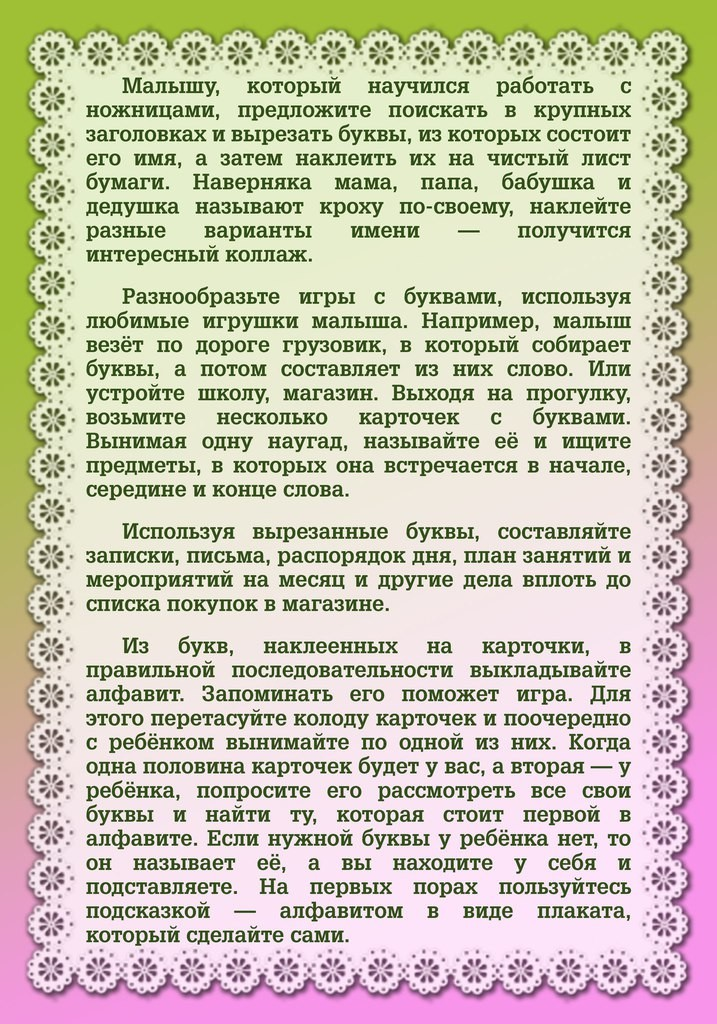 Малышу, который научился работать с
ножницами, предложите поискать в крупных
заголовках и вырезать буквы, из которых состоит
его имя, а затем наклеить их на чистый лист
бумаги. Наверняка мама, папа, бабушка и
дедушка называют кроху по-своему, наклейте
разные варианты имени — получится
интересный коллаж.
Разнообразьте игры с буквами, используя
любимые игрушки малыша. Например, малыш
везёт по дороге грузовик, в который собирает
буквы, а потом составляет из них слово. Или
устройте школу, магазин. Выходя на прогулку,
возьмите несколько карточек с буквами.
Вынимая одну наугад, называйте её и ищите
предметы, в которых она встречается в начале,
середине и конце слова.
Используя вырезанные буквы, составляйте
записки, письма, распорядок дня, план занятий и
мероприятий на месяц и другие дела вплоть до
списка покупок в магазине.
Из букв, наклеенных на карточки, в
правильной последовательности выкладывайте
алфавит. Запоминать его поможет игра. Для
этого перетасуйте колоду карточек и поочередно
с ребёнком вынимайте по одной из них. Когда
одна половина карточек будет у вас, а вторая — у
ребёнка, попросите его рассмотреть все свои
буквы и найти ту, которая стоит первой в
алфавите. Если нужной буквы у ребёнка нет, то
он называет её, а вы находите у себя и
подставляете. На первых порах пользуйтесь
подсказкой — алфавитом в виде плаката,
который сделайте сами.